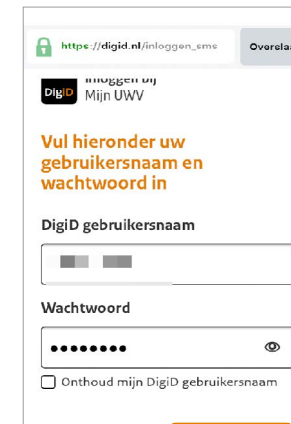 https://digid.nl/inloggen_sms
Overslaa
Inloggen bij
DigiD
Mijn UWV
Vul hieronder uw
gebruikersnaam en
wachtwoord in
DigiD gebruikersnaam
Wachtwoord
Onthoud mijn DigiD gebruikersnaam